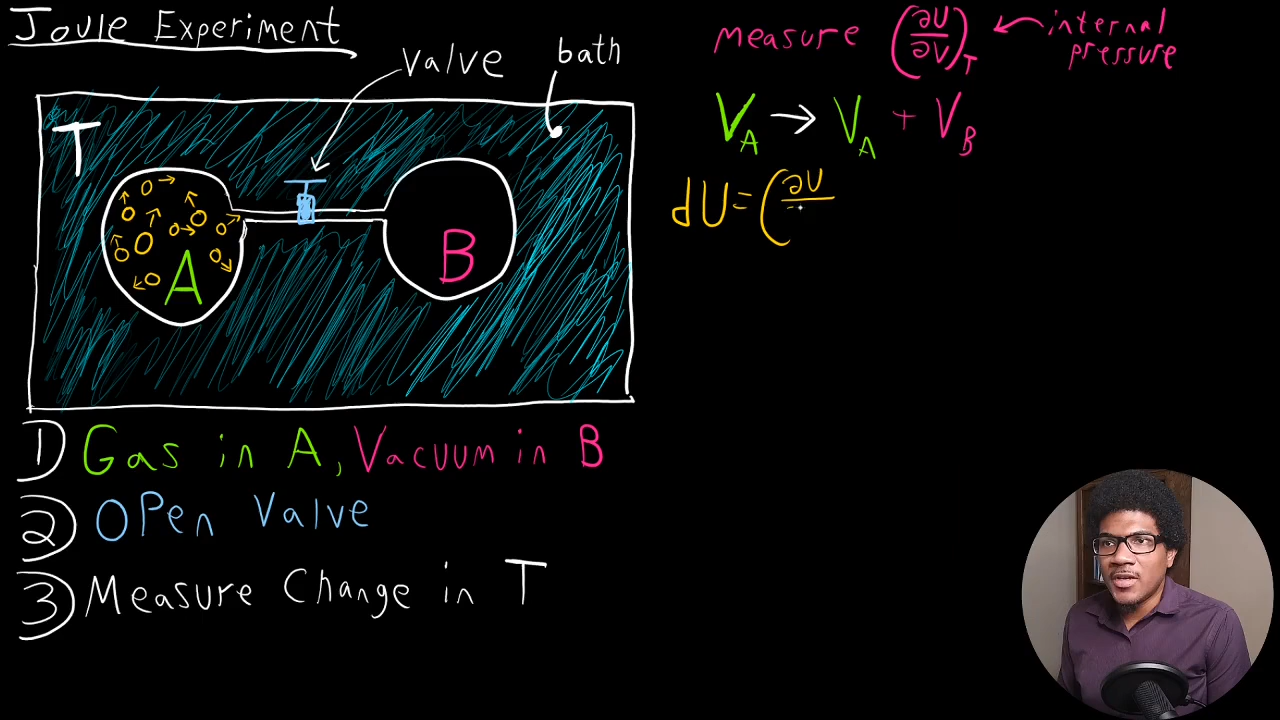 Joule Experiment
valve
bath
T
A
B
1) Gas in A, Vacuum in B
2) Open Valve
3) Measure Change in T
measure (∂U/∂V)_T ← internal pressure
V_A → V_A + V_B
dU = (∂U